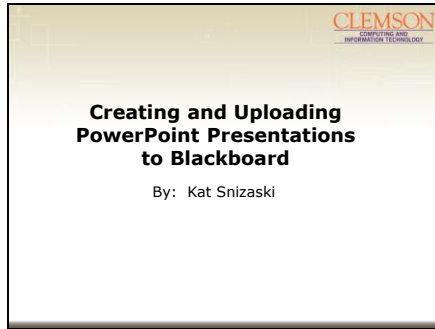 CLEMSON
COMPUTING AND
INFORMATION TECHNOLOGY
Creating and Uploading
PowerPoint Presentations
to Blackboard
By: Kat Snizaski